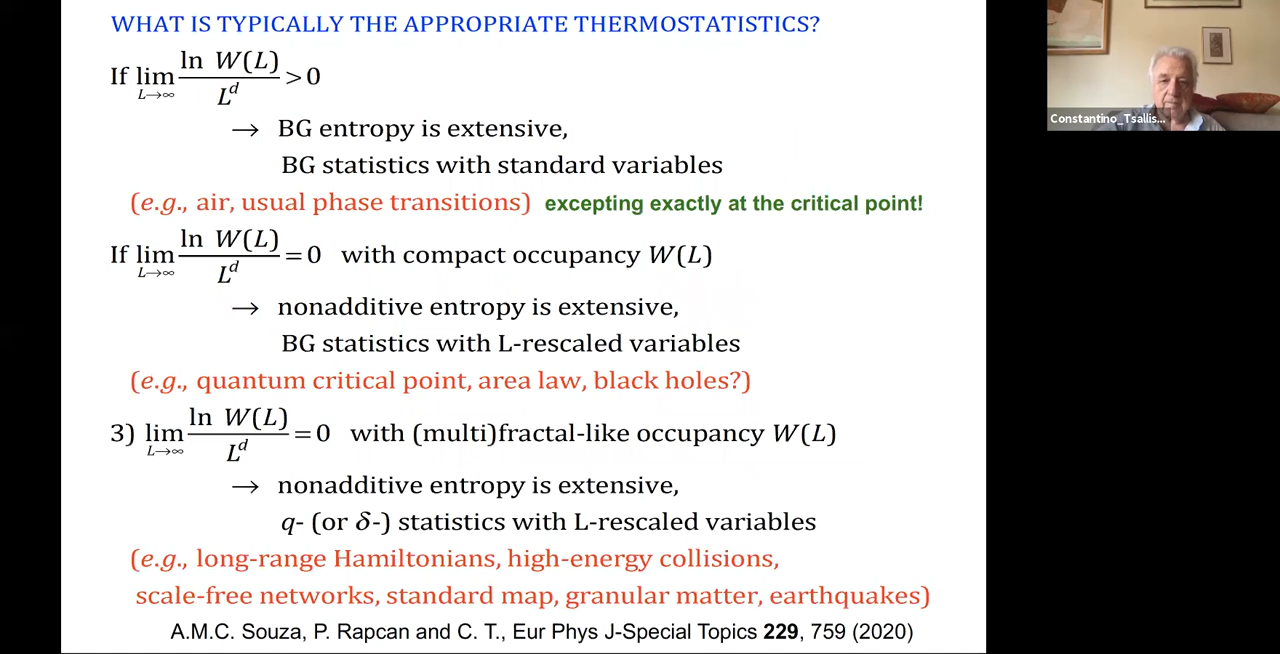 WHAT IS TYPICALLY THE APPROPRIATE THERMOSTATISTICS?
If lim_{L→∞} ln W(L) / L^d > 0
→ BG entropy is extensive,
BG statistics with standard variables
(e.g., air, usual phase transitions) excepting exactly at the critical point!
If lim_{L→∞} ln W(L) / L^d = 0 with compact occupancy W(L)
→ nonadditive entropy is extensive,
BG statistics with L-rescaled variables
(e.g., quantum critical point, area law, black holes?)
3) lim_{L→∞} ln W(L) / L^d = 0 with (multi)fractal-like occupancy W(L)
→ nonadditive entropy is extensive,
q- (or δ-) statistics with L-rescaled variables
(e.g., long-range Hamiltonians, high-energy collisions,
scale-free networks, standard map, granular matter, earthquakes)
A.M.C. Souza, P. Rapcan and C. T., Eur Phys J-Special Topics 229, 759 (2020)
Constantino_Tsallis...